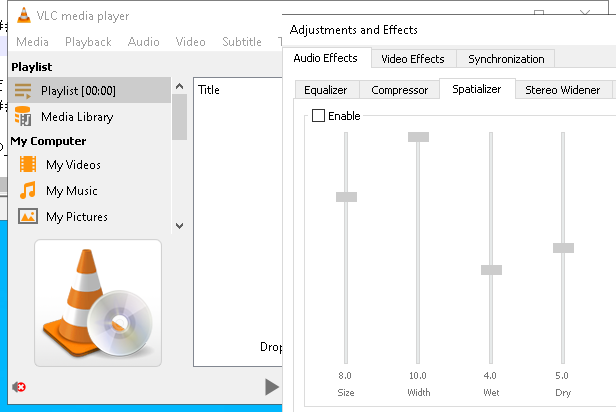 VLC media player
Media Playback Audio Video Subtitle
Playlist
Playlist [00:00]
Media Library
My Computer
My Videos
My Music
My Pictures
Title
Drop
Adjustments and Effects
Audio Effects Video Effects Synchronization
Equalizer Compressor Spatializer Stereo Widener
Enable
8.0 10.0 4.0 5.0
Size Width Wet Dry